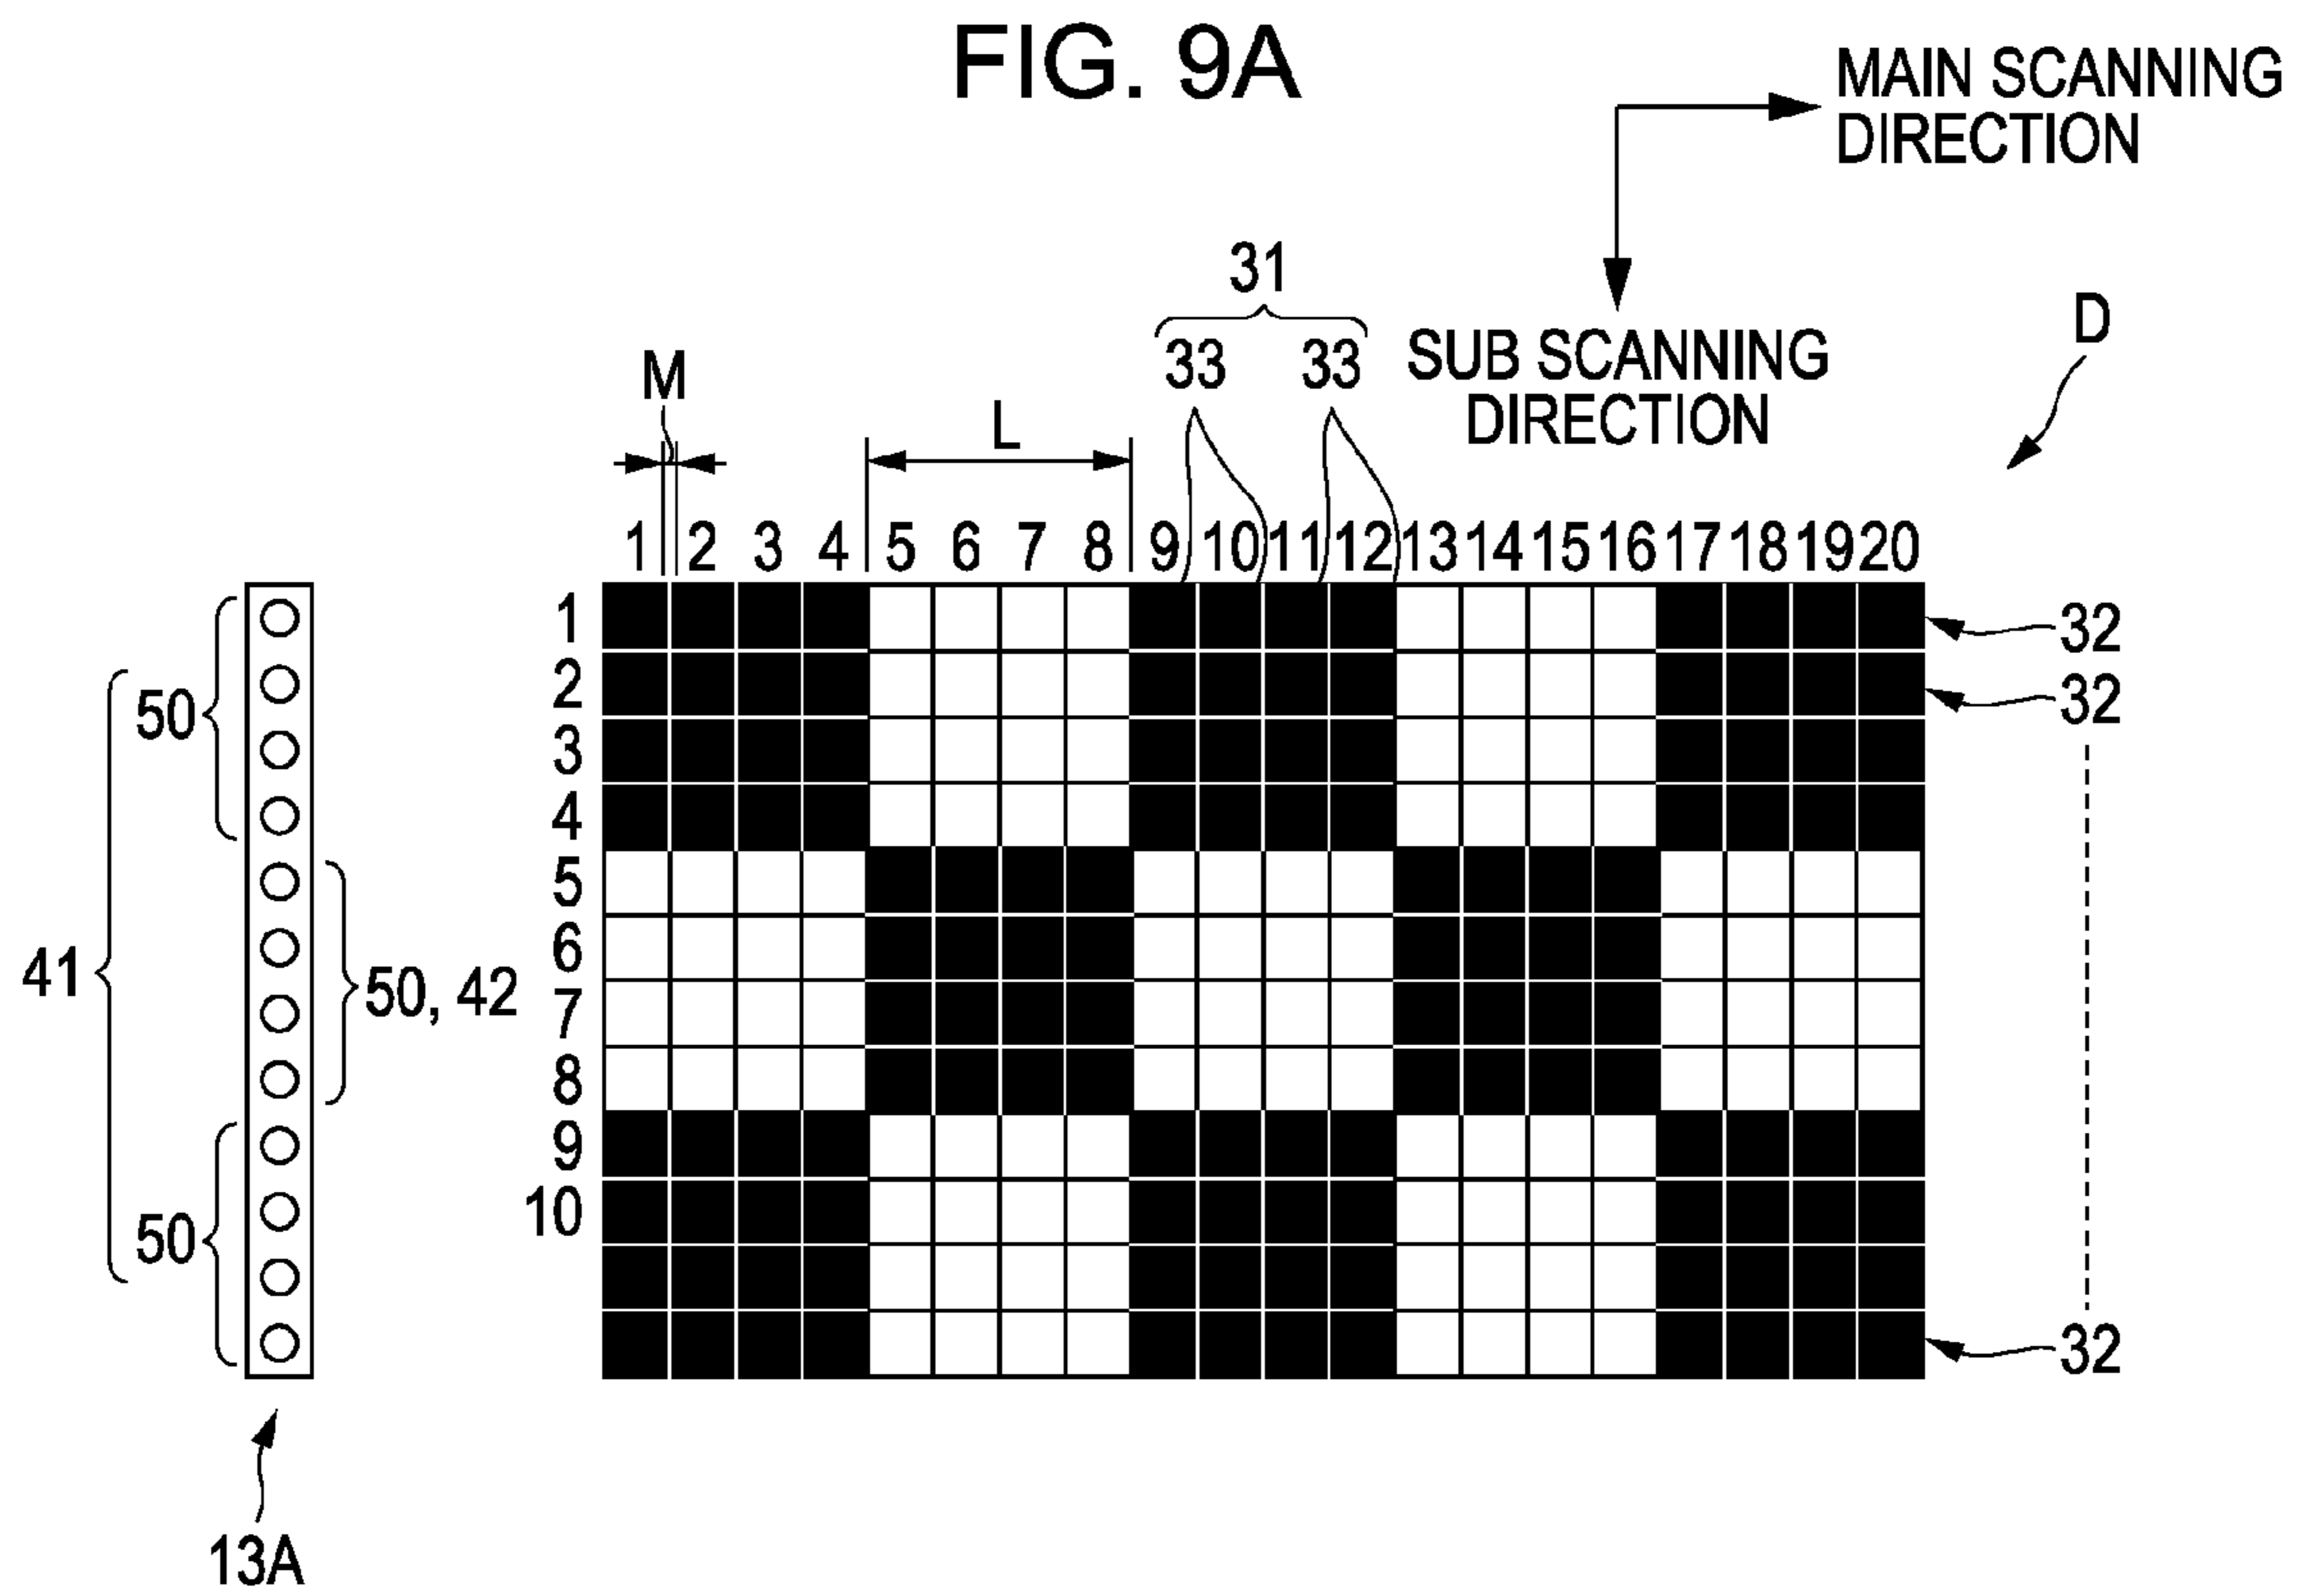 FIG. 9A
MAIN SCANNING
DIRECTION
31
D
33 33
SUB SCANNING
DIRECTION
M
L
1 2 3 4 5 6 7 8 9 10 11 12 13 14 15 16 17 18 19 20
1
32
2
50
32
3
4
5
6
41
50, 42
7
8
9
10
50
32
13A